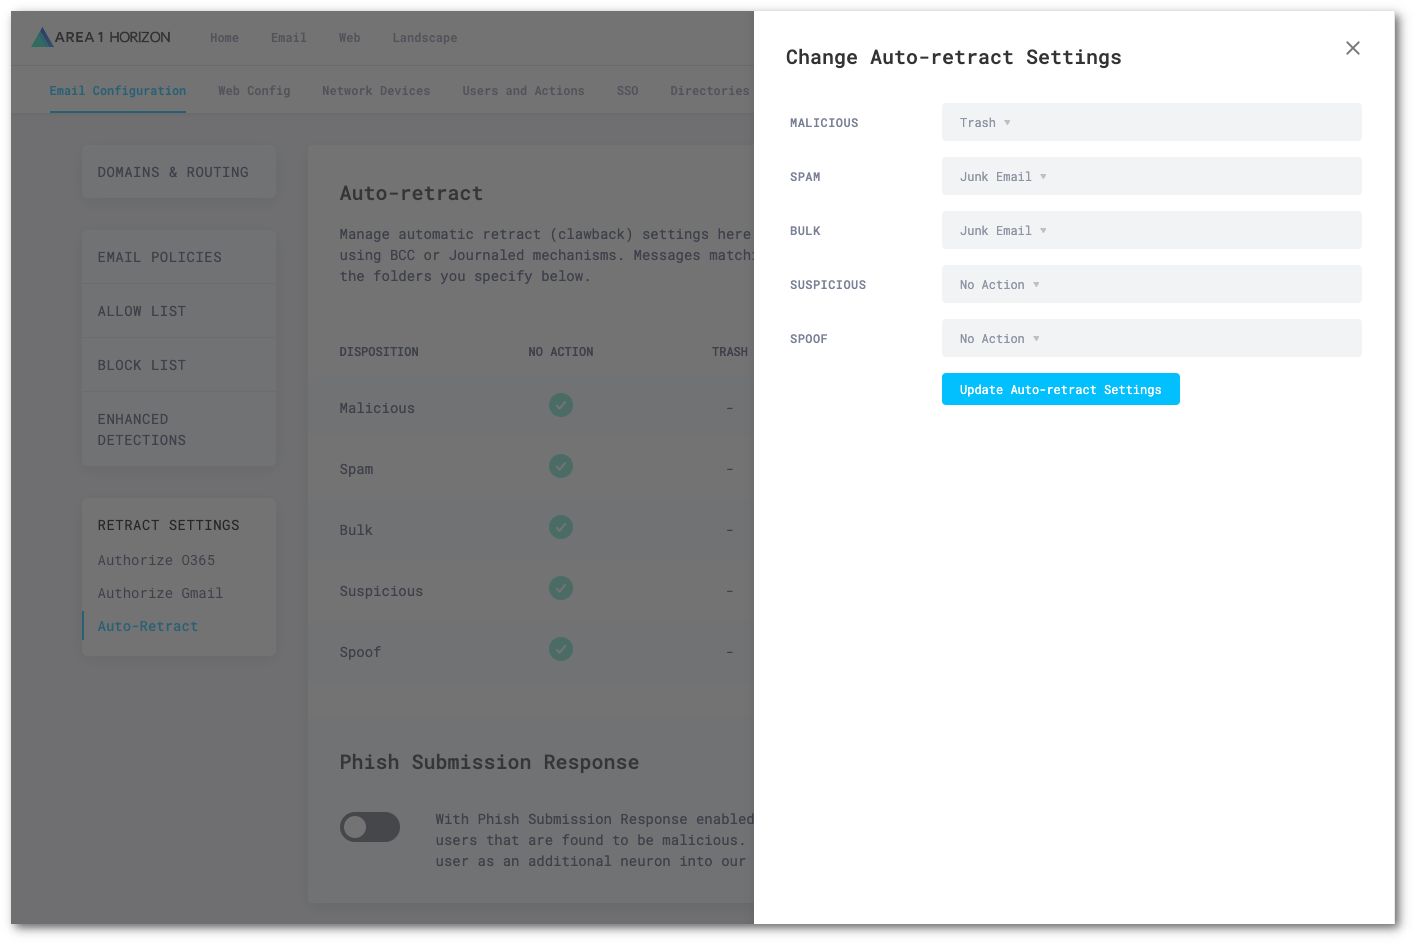 AREA 1 HORIZON
Home Email Web Landscape
Email Configuration Web Config Network Devices Users and Actions SSO Directories
DOMAINS & ROUTING
EMAIL POLICIES
ALLOW LIST
BLOCK LIST
ENHANCED
DETECTIONS
RETRACT SETTINGS
Authorize O365
Authorize Gmail
Auto-Retract
Auto-retract
Manage automatic retract (clawback) settings here
using BCC or Journaled mechanisms. Messages matchi
the folders you specify below.
DISPOSITION NO ACTION TRASH
Malicious -
Spam -
Bulk -
Suspicious -
Spoof -
Phish Submission Response
With Phish Submission Response enabled
users that are found to be malicious.
user as an additional neuron into our
Change Auto-retract Settings
MALICIOUS Trash
SPAM Junk Email
BULK Junk Email
SUSPICIOUS No Action
SPOOF No Action
Update Auto-retract Settings